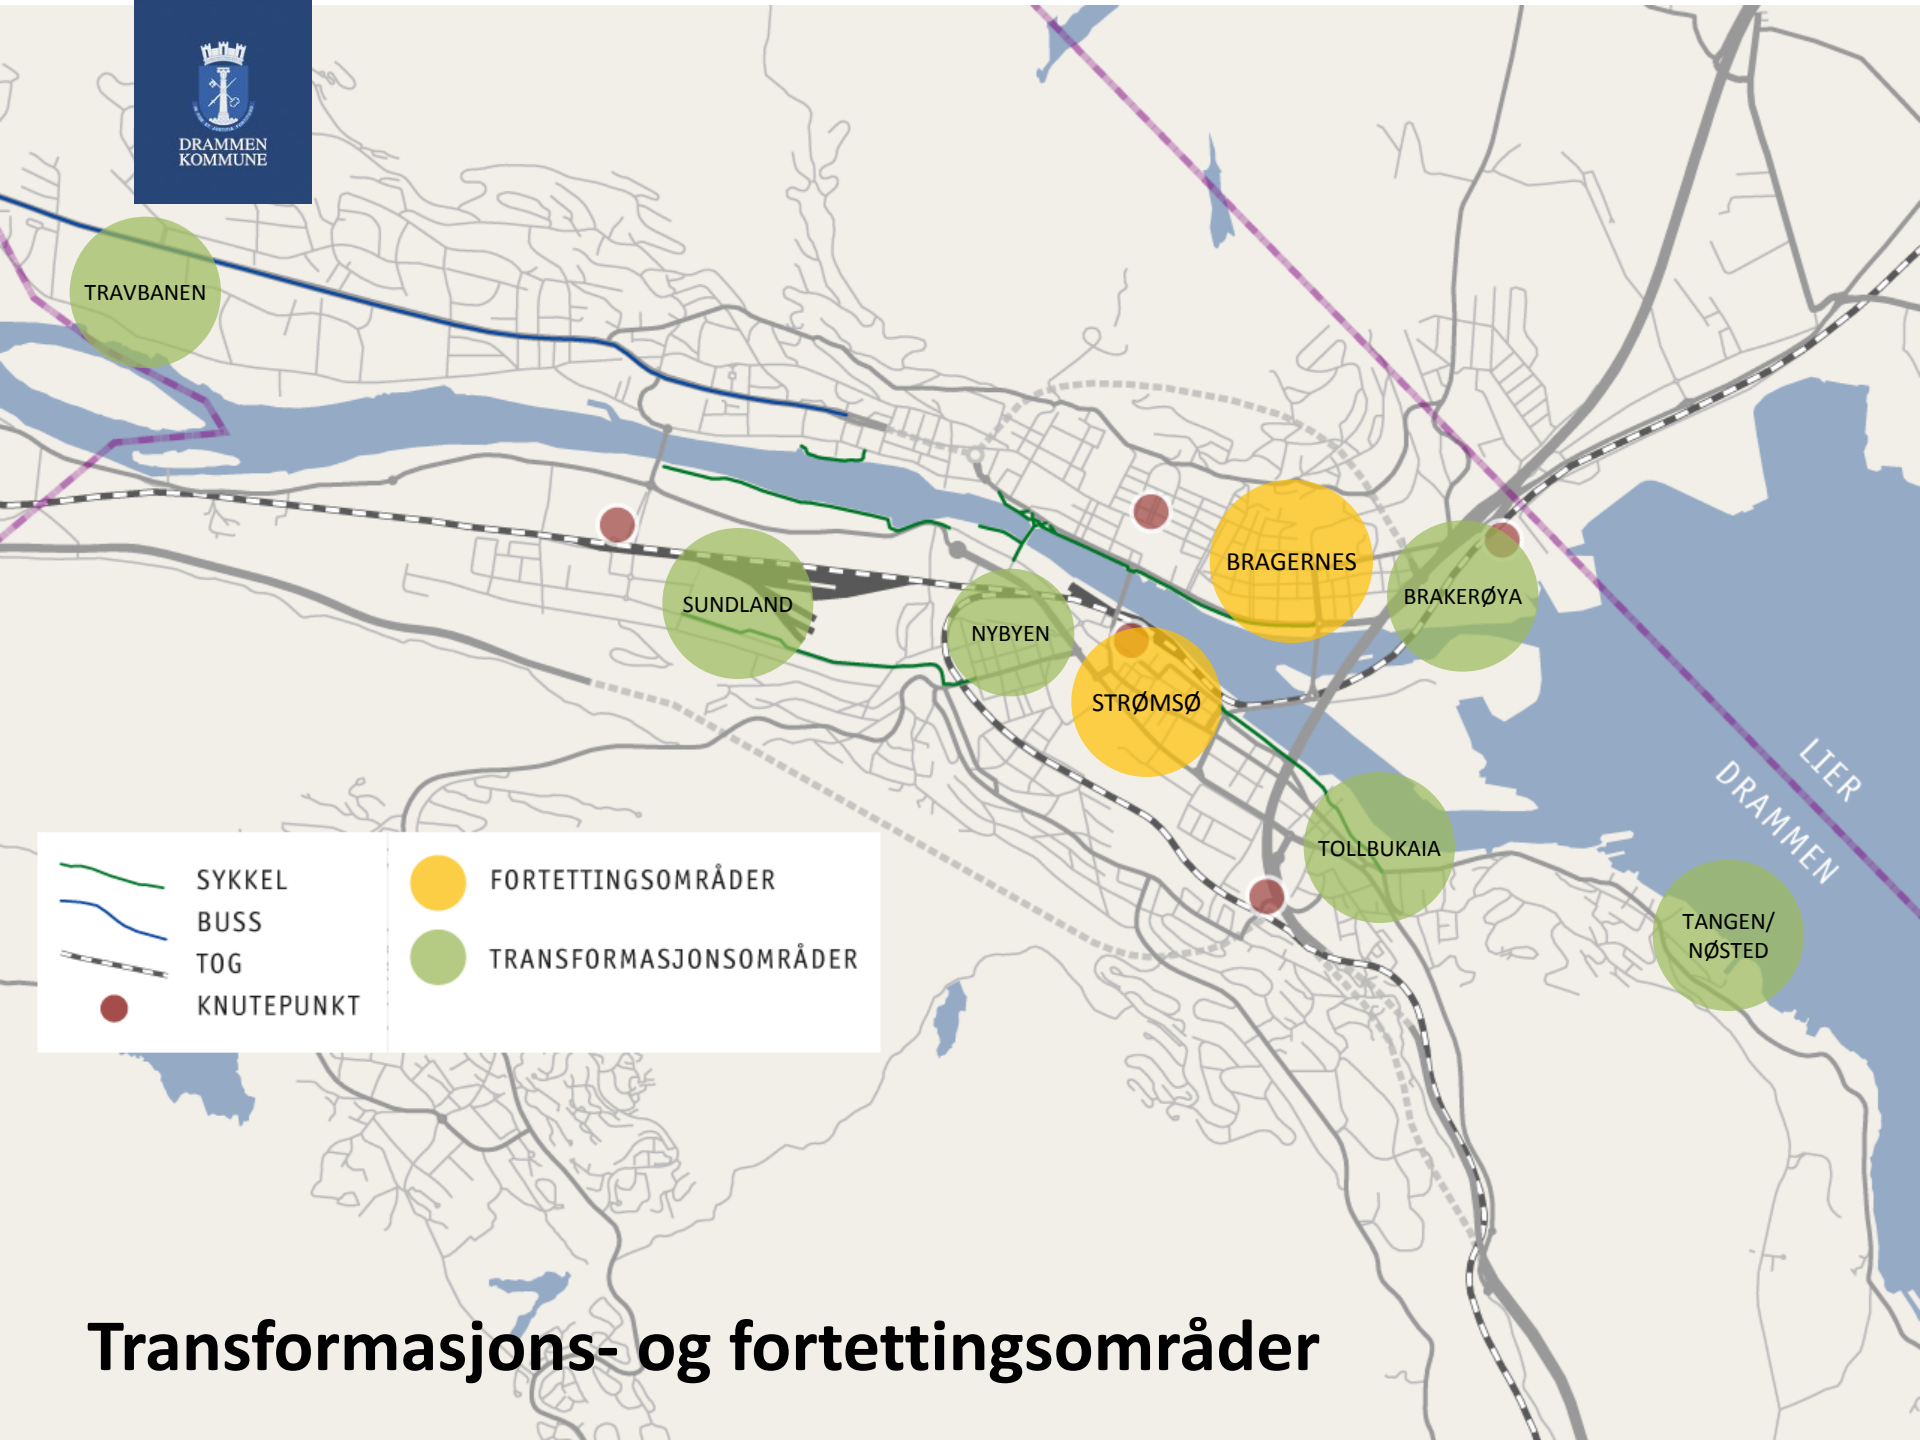 DRAMMEN
KOMMUNE
TRAVBANEN
BRAGERNES
BRAKERØYA
SUNDLAND
NYBYEN
STRØMSØ
LIER
DRAMMEN
TOLLBUKAIA
TANGEN/
NØSTED
SYKKEL
BUSS
TOG
KNUTEPUNKT
FORTETTINGSOMRÅDER
TRANSFORMASJONSOMRÅDER
Transformasjons- og fortettingsområder